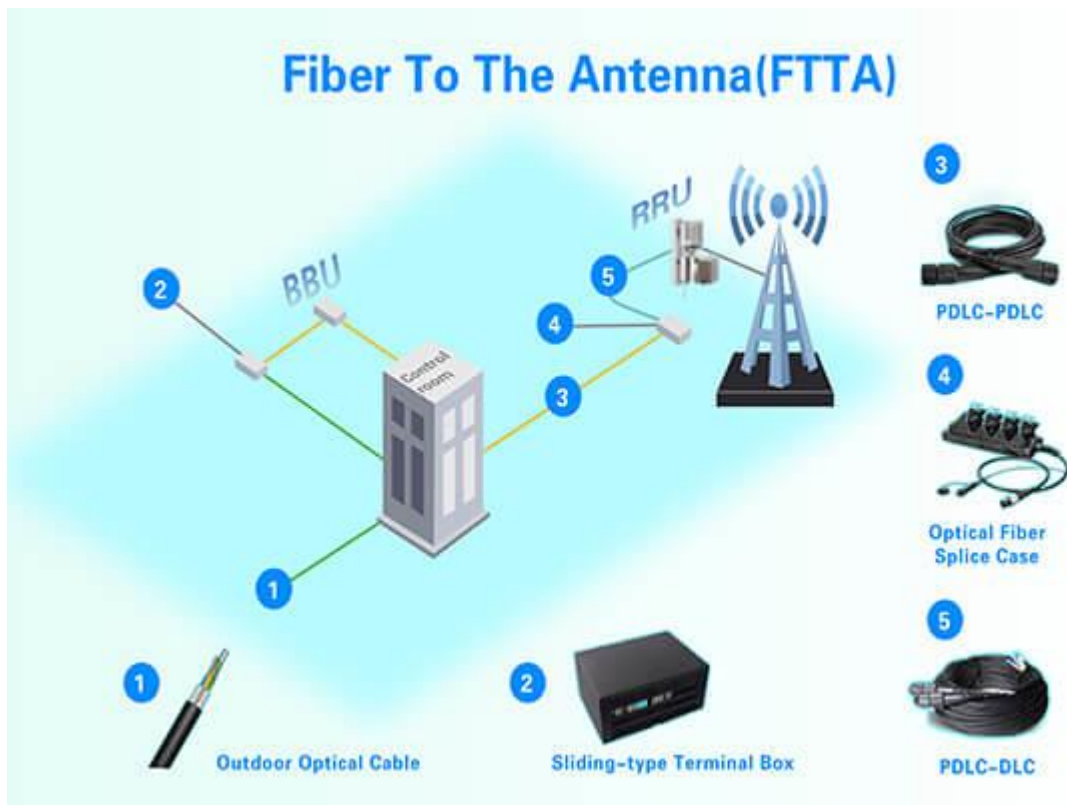 Fiber To The Antenna(FTTA)
3
RRU
BBU
5
2
4
PDLC-PDLC
Control
room
3
4
1
Optical Fiber
Splice Case
5
1
2
Outdoor Optical Cable
Sliding-type Terminal Box
PDLC-DLC